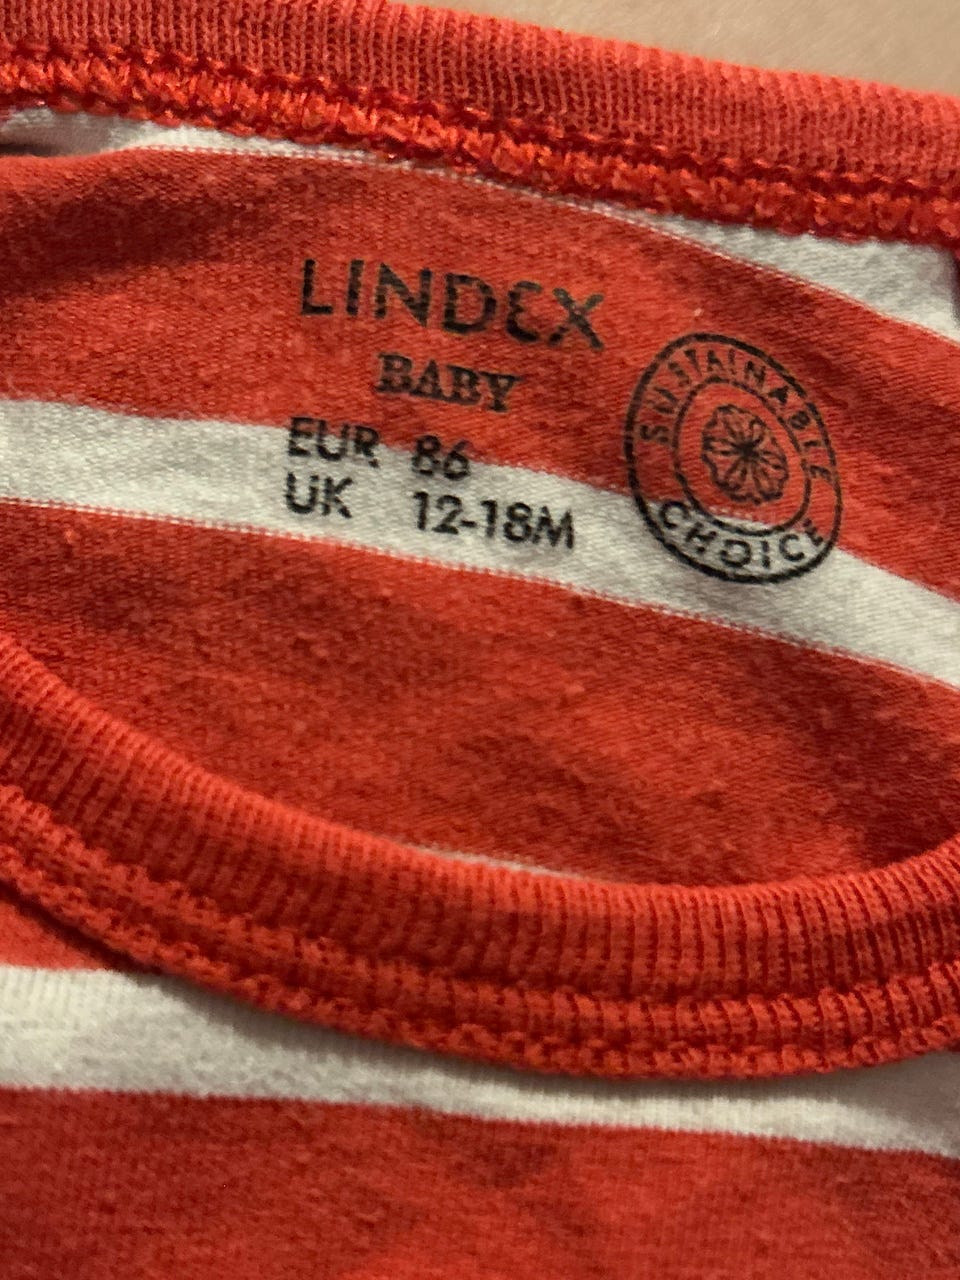 LINDEX
BABY
EUR 86
UK 12-18M
SUSTAINABLE
CHOICE